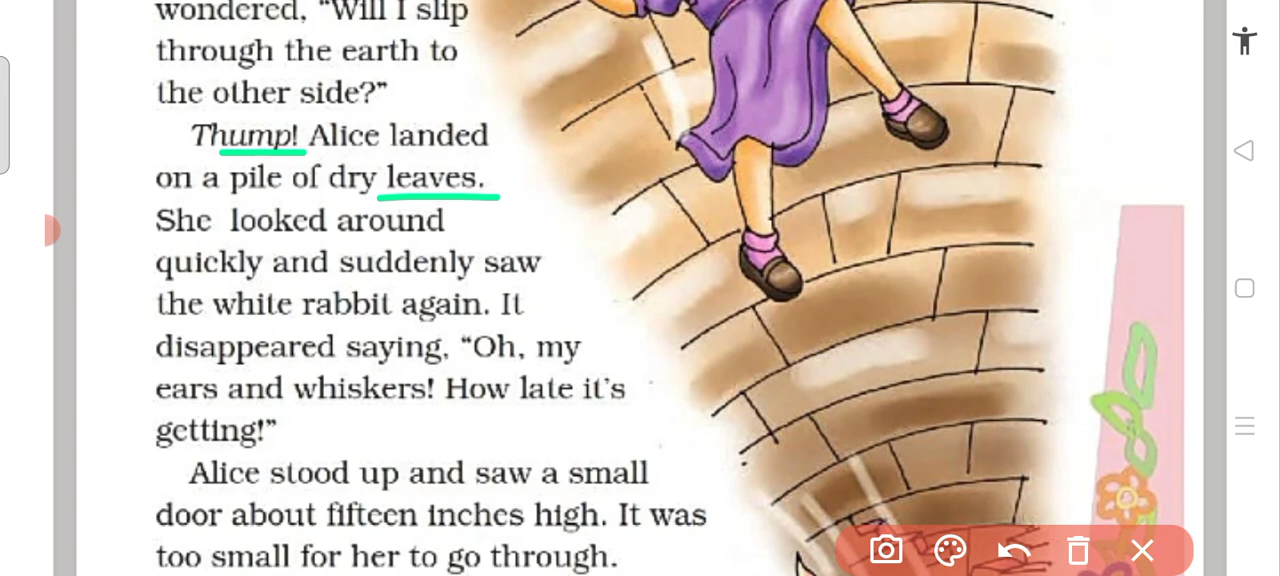 wondered, “Will I slip
through the earth to
the other side?”
Thump! Alice landed
on a pile of dry leaves.
She looked around
quickly and suddenly saw
the white rabbit again. It
disappeared saying, “Oh, my
ears and whiskers! How late it’s
getting!”
Alice stood up and saw a small
door about fifteen inches high. It was
too small for her to go through.